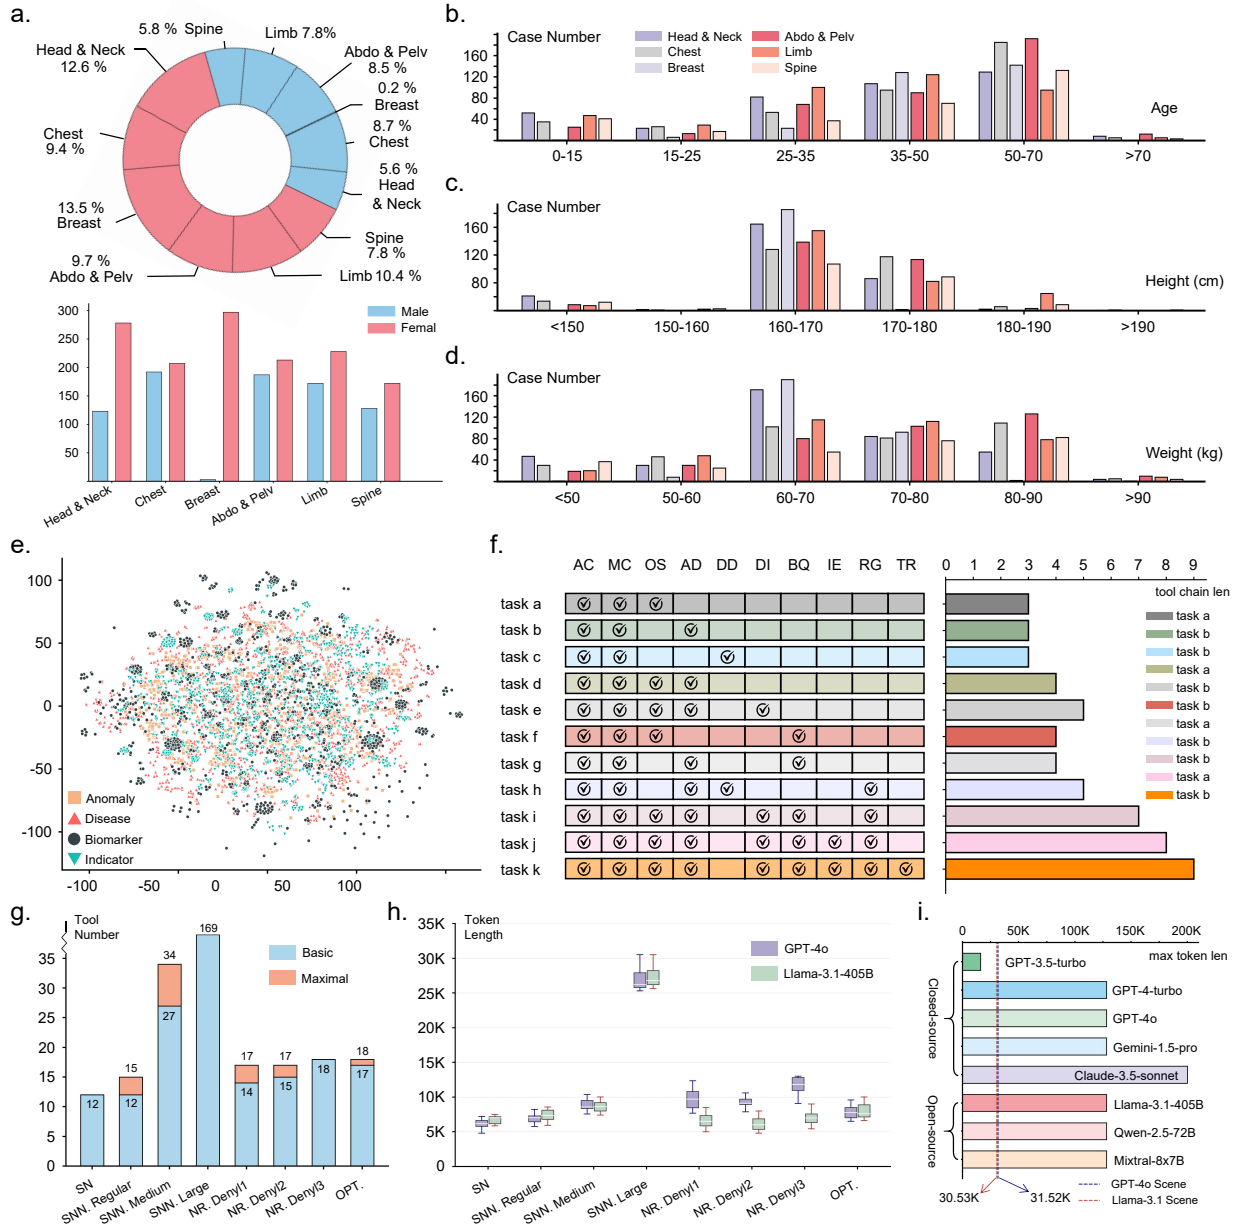 a.
5.8 % Spine
Limb 7.8%
Head & Neck
12.6 %
Abdo & Pelv
8.5 %
0.2 %
Breast
Chest
9.4 %
8.7 %
Chest
5.6 %
Head
& Neck
13.5 %
Breast
Spine
7.8 %
9.7 %
Abdo & Pelv
Limb 10.4 %
300
250
200
150
100
50
Male
Femal
Head & Neck
Chest
Breast
Abdo & Pelv
Limb
Spine
b.
Case Number
Head & Neck
Chest
Breast
Abdo & Pelv
Limb
Spine
160
120
80
40
Age
0-15
15-25
25-35
35-50
50-70
>70
c.
Case Number
160
120
80
Height (cm)
<150
150-160
160-170
170-180
180-190
>190
d.
Case Number
160
120
80
40
Weight (kg)
<50
50-60
60-70
70-80
80-90
>90
e.
100
50
0
-50
-100
Anomaly
Disease
Biomarker
Indicator
-100
-50
0
50
100
f.
AC MC OS AD DD DI BQ IE RG TR
task a
task b
task c
task d
task e
task f
task g
task h
task i
task j
task k
0 1 2 3 4 5 6 7 8 9
tool chain len
task a
task b
task b
task a
task b
task b
task a
task b
task b
task a
task b
g.
Tool
Number
35
30
25
20
15
10
5
0
Basic
Maximal
12
15
12
34
27
169
17
14
17
15
18
18
17
SN
SNN. Regular
SNN. Medium
SNN. Large
NR. Deny1
NR. Deny2
NR. Deny3
OPT.
h.
Token
Length
35K
30K
25K
20K
15K
10K
5K
0
GPT-4o
Llama-3.1-405B
SN
SNN. Regular
SNN. Medium
SNN. Large
NR. Deny1
NR. Deny2
NR. Deny3
OPT.
i.
0 50K 100K 150K 200K
max token len
Closed-source
Open-source
GPT-3.5-turbo
GPT-4-turbo
GPT-4o
Gemini-1.5-pro
Claude-3.5-sonnet
Llama-3.1-405B
Qwen-2.5-72B
Mixtral-8x7B
30.53K
31.52K
GPT-4o Scene
Llama-3.1 Scene